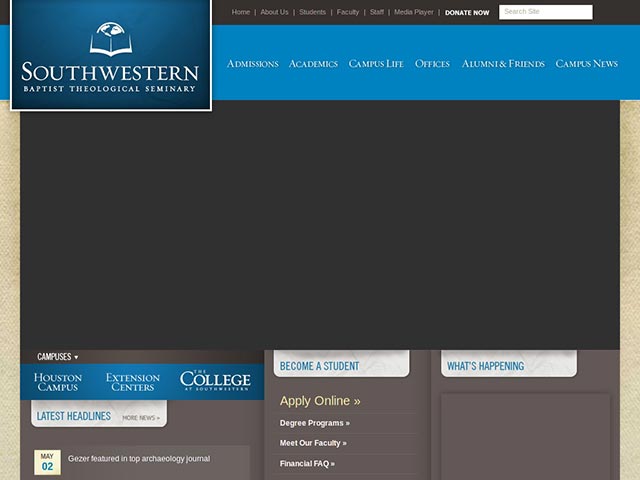 Home | About Us | Students | Faculty | Staff | Media Player | DONATE NOW Search Site
SOUTHWESTERN
BAPTIST THEOLOGICAL SEMINARY
ADMISSIONS ACADEMICS CAMPUS LIFE OFFICES ALUMNI & FRIENDS CAMPUS NEWS
CAMPUSES
HOUSTON CAMPUS
EXTENSION CENTERS
THE COLLEGE AT SOUTHWESTERN
LATEST HEADLINES MORE NEWS »
MAY 02
Gezer featured in top archaeology journal
BECOME A STUDENT
Apply Online »
Degree Programs »
Meet Our Faculty »
Financial FAQ »
WHAT'S HAPPENING